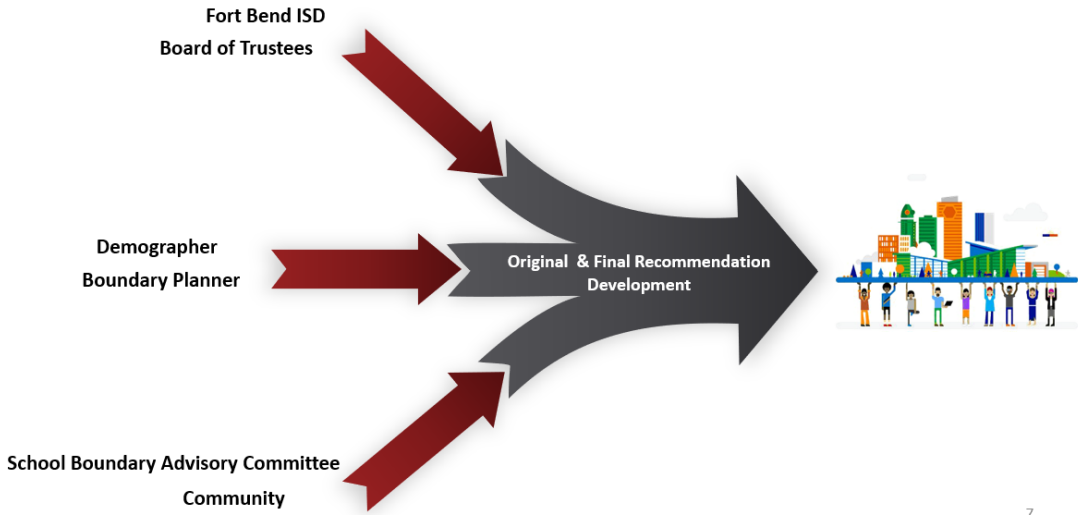 Fort Bend ISD
Board of Trustees
Demographer
Boundary Planner
Original & Final Recommendation
Development
School Boundary Advisory Committee
Community
7